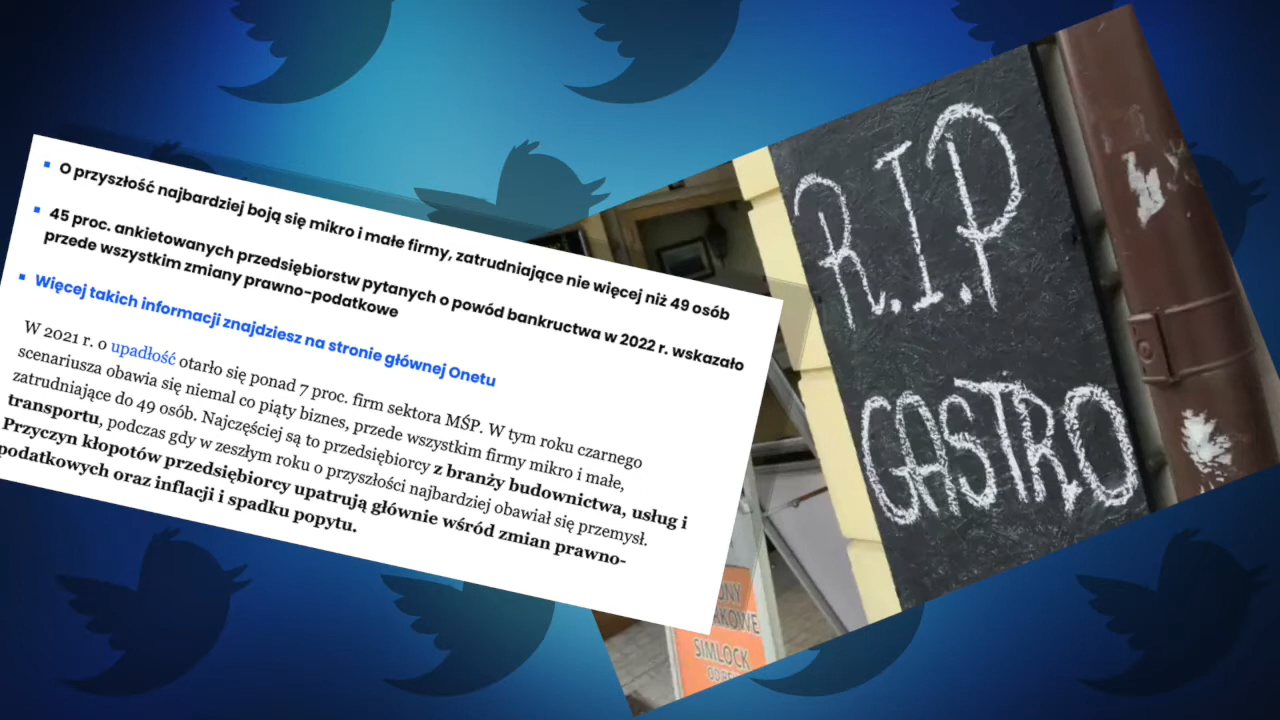 O przyszłość najbardziej boją się mikro i małe firmy, zatrudniające nie więcej niż 49 osób
45 proc. ankietowanych przedsiębiorstw pytanych o powód bankructwa w 2022 r. wskazało
przede wszystkim zmiany prawno-podatkowe
Więcej takich informacji znajdziesz na stronie głównej Onetu
W 2021 r. o upadłość otarło się ponad 7 proc. firm sektora MŚP. W tym roku czarnego
scenariusza obawia się niemal co piąty biznes, przede wszystkim firmy mikro i małe,
zatrudniające do 49 osób. Najczęściej są to przedsiębiorcy z branży budownictwa, usług i
transportu, podczas gdy w zeszłym roku o przyszłości najbardziej obawiał się przemysł.
Przyczyn kłopotów przedsiębiorcy upatrują głównie wśród zmian prawno-
podatkowych oraz inflacji i spadku popytu.
R.I.P
GASTRO
SIMLOCK